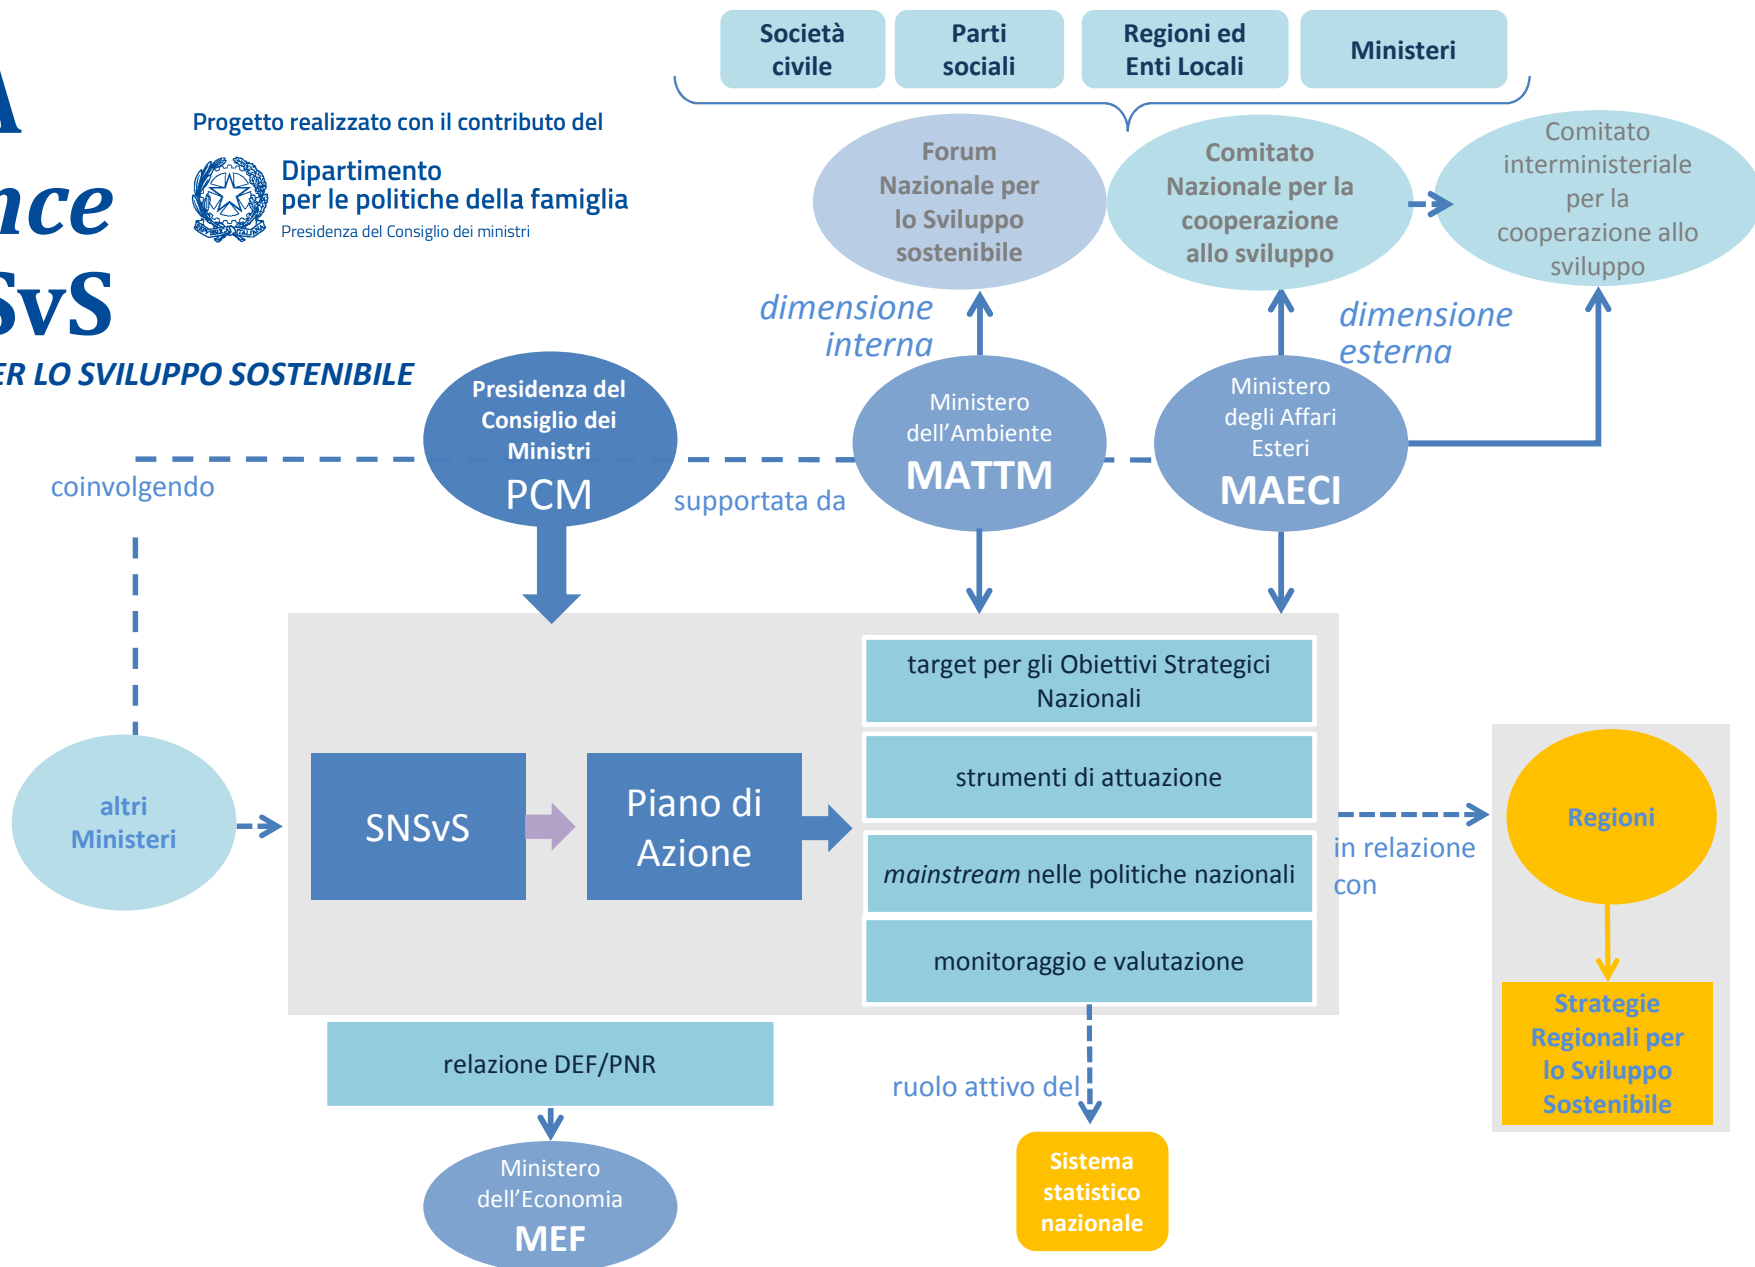 Società
civile
Parti
sociali
Regioni ed
Enti Locali
Ministeri
A
nce
SvS
ER LO SVILUPPO SOSTENIBILE
Progetto realizzato con il contributo del
Dipartimento
per le politiche della famiglia
Presidenza del Consiglio dei ministri
Forum
Nazionale per
lo Sviluppo
sostenibile
Comitato
Nazionale per la
cooperazione
allo sviluppo
Comitato
interministeriale
per la
cooperazione allo
sviluppo
dimensione
interna
dimensione
esterna
Presidenza del
Consiglio dei
Ministri
PCM
Ministero
dell’Ambiente
MATTM
Ministero
degli Affari
Esteri
MAECI
coinvolgendo
supportata da
target per gli Obiettivi Strategici
Nazionali
strumenti di attuazione
mainstream nelle politiche nazionali
monitoraggio e valutazione
altri
Ministeri
SNSvS
Piano di
Azione
in relazione
con
Regioni
Strategie
Regionali per
lo Sviluppo
Sostenibile
relazione DEF/PNR
ruolo attivo del
Ministero
dell’Economia
MEF
Sistema
statistico
nazionale